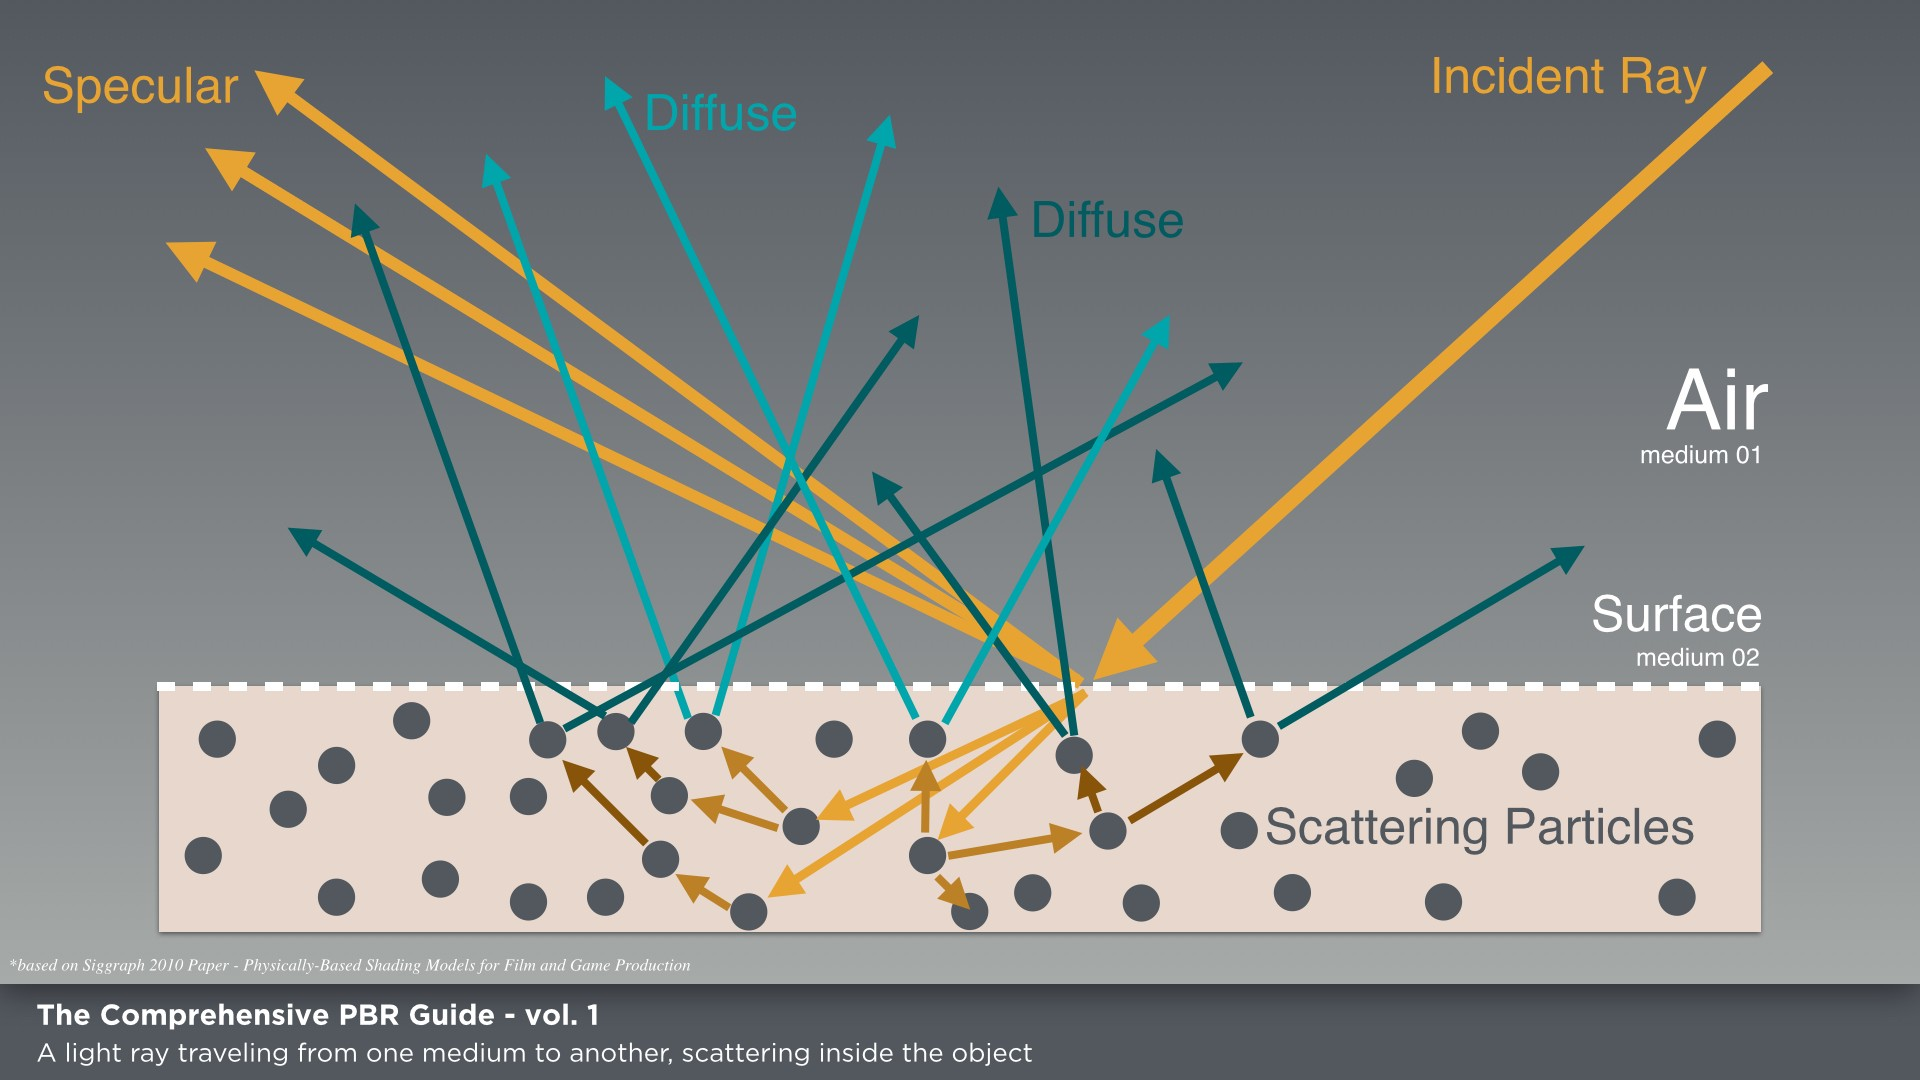 Specular
Diffuse
Incident Ray
Diffuse
Air
medium 01
Surface
medium 02
Scattering Particles
*based on Siggraph 2010 Paper - Physically-Based Shading Models for Film and Game Production
The Comprehensive PBR Guide - vol. 1
A light ray traveling from one medium to another, scattering inside the object